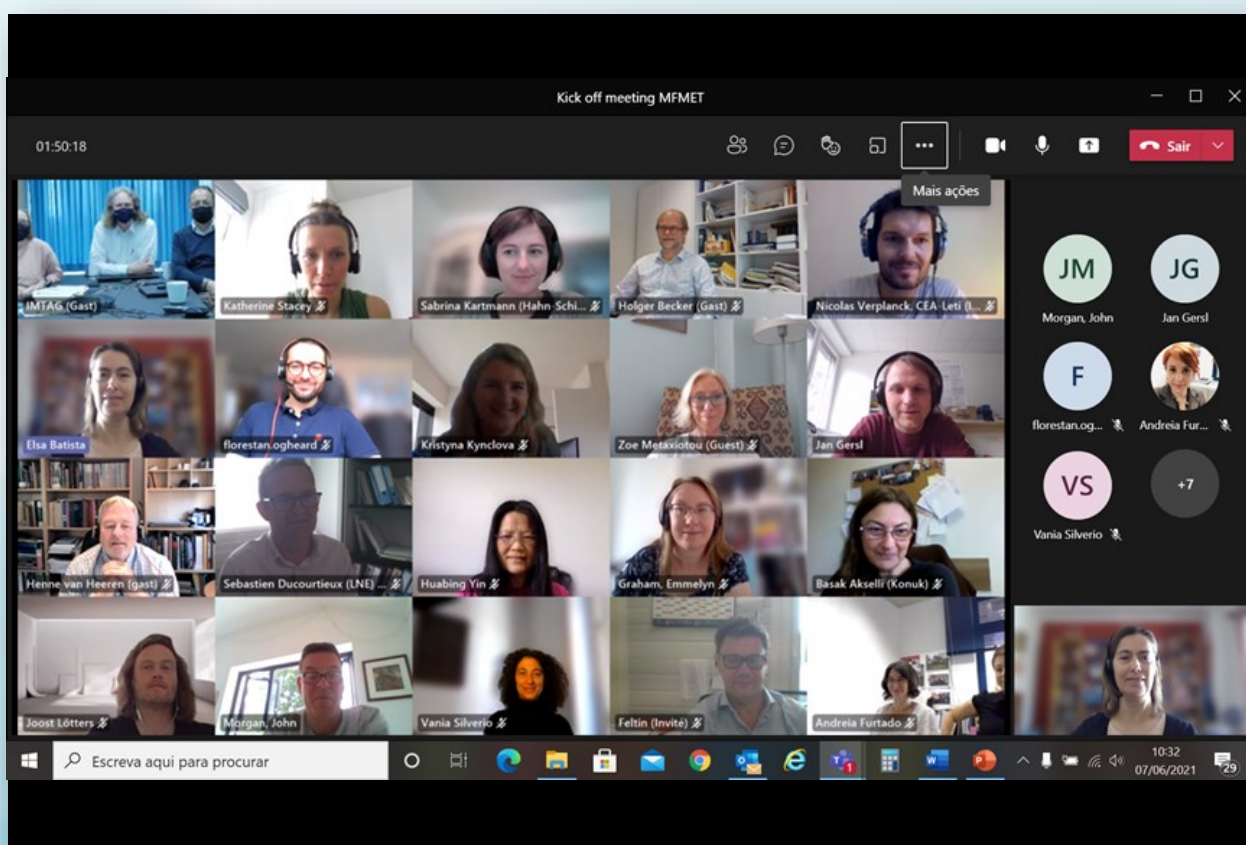 Kick off meeting MFMET
01:50:18
Sair
Mais ações
IMTAG (Gast)
Katherine Stacey
Sabrina Kartmann (Hahn-Schi...
Holger Becker (Gast)
Nicolas Verplanck, CEA-Leti (I...
JM
Morgan, John
JG
Jan Gersl
Elsa Batista
florestan.ogheard
Kristyna Kynclova
Zoe Metaxiotou (Guest)
Jan Gersl
F
florestan.og...
Andreia Fur...
Henne van Heeren (gast)
Sebastien Ducourtieux (LNE) ...
Huabing Yin
Graham, Emmelyn
Basak Akselli (Konuk)
VS
Vania Silverio
+7
Joost Lötters
Morgan, John
Vania Silverio
Feltin (Invité)
Andreia Furtado
Escreva aqui para procurar
10:32
07/06/2021
29